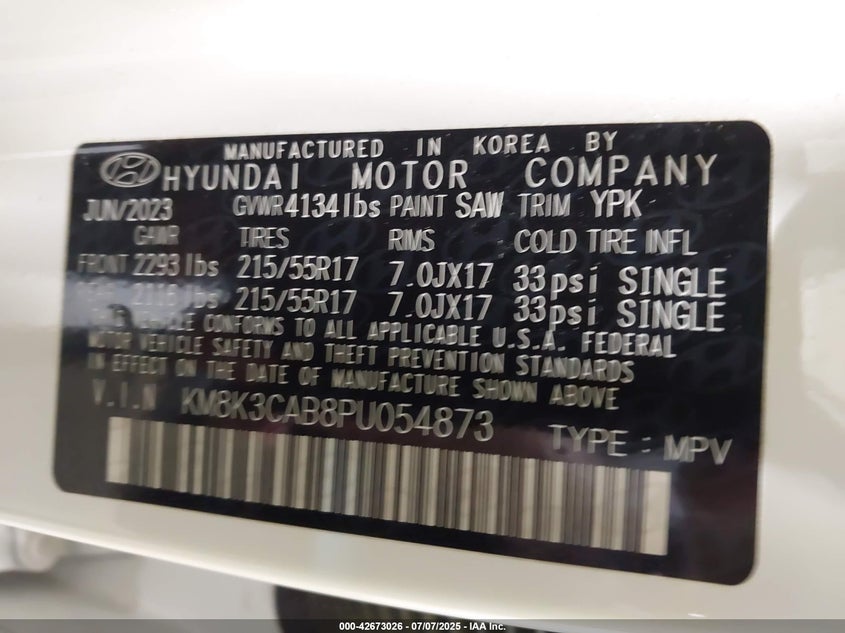 MANUFACTURED IN KOREA BY
HYUNDAI MOTOR COMPANY
JUN/2023 GVWR 4134 lbs PAINT SAW TRIM YPK
GAWR TIRES RIMS COLD TIRE INFL
FRONT 2293 lbs 215/55R17 7.0JX17 33psi SINGLE
2116 lbs 215/55R17 7.0JX17 33psi SINGLE
VEHICLE CONFORMS TO ALL APPLICABLE U.S.A. FEDERAL
MOTOR VEHICLE SAFETY AND THEFT PREVENTION STANDARDS
IN EFFECT ON THE DATE OF MANUFACTURE SHOWN ABOVE
V.I.N KM8K3CAB8PU054873
TYPE : MPV
000-42673026 - 07/07/2025 - IAA Inc.